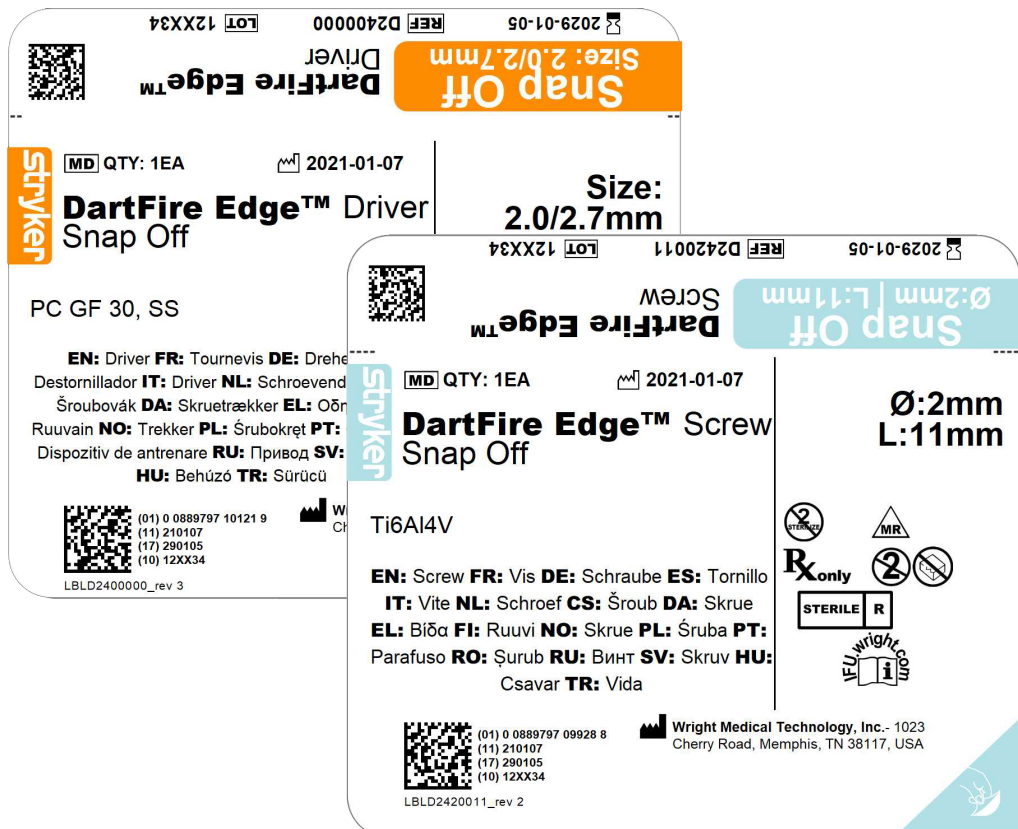 2029-01-05 REF D2400000 LOT 12XX34
Snap Off
Size: 2.0/2.7mm
DartFire Edge™
Driver
stryker
MD QTY: 1EA 2021-01-07
DartFire Edge™ Driver
Snap Off
Size:
2.0/2.7mm
PC GF 30, SS
EN: Driver FR: Tournevis DE: Drehe
Destornillador IT: Driver NL: Schroevend
Šroubovák DA: Skruetrækker EL: Οδη
Ruuvain NO: Trekker PL: Śrubokręt PT:
Dispozitiv de antrenare RU: Привод SV:
HU: Behúzó TR: Sürücü
(01) 0 0889797 10121 9
(11) 210107
(17) 290105
(10) 12XX34
LBLD2400000_rev 3
2029-01-05 REF D2420011 LOT 12XX34
Snap Off
Ø:2mm | L:11mm
DartFire Edge™
Screw
stryker
MD QTY: 1EA 2021-01-07
DartFire Edge™ Screw
Snap Off
Ø:2mm
L:11mm
Ti6Al4V
EN: Screw FR: Vis DE: Schraube ES: Tornillo
IT: Vite NL: Schroef CS: Šroub DA: Skrue
EL: Βίδα FI: Ruuvi NO: Skrue PL: Śruba PT:
Parafuso RO: Șurub RU: Винт SV: Skruv HU:
Csavar TR: Vida
2
STERILIZE
MR
Rx only
2
STERILE R
IFU.wright.com
i
(01) 0 0889797 09928 8
(11) 210107
(17) 290105
(10) 12XX34
LBLD2420011_rev 2
Wright Medical Technology, Inc.- 1023
Cherry Road, Memphis, TN 38117, USA